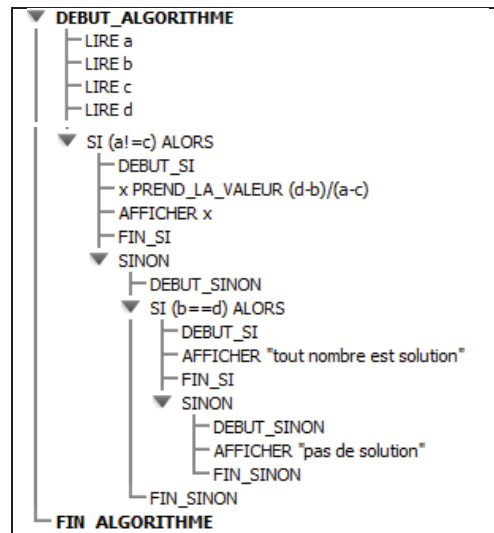 DEBUT_ALGORITHME
LIRE a
LIRE b
LIRE c
LIRE d
SI (a!=c) ALORS
DEBUT_SI
x PREND_LA_VALEUR (d-b)/(a-c)
AFFICHER x
FIN_SI
SINON
DEBUT_SINON
SI (b==d) ALORS
DEBUT_SI
AFFICHER "tout nombre est solution"
FIN_SI
SINON
DEBUT_SINON
AFFICHER "pas de solution"
FIN_SINON
FIN_SINON
FIN_ALGORITHME